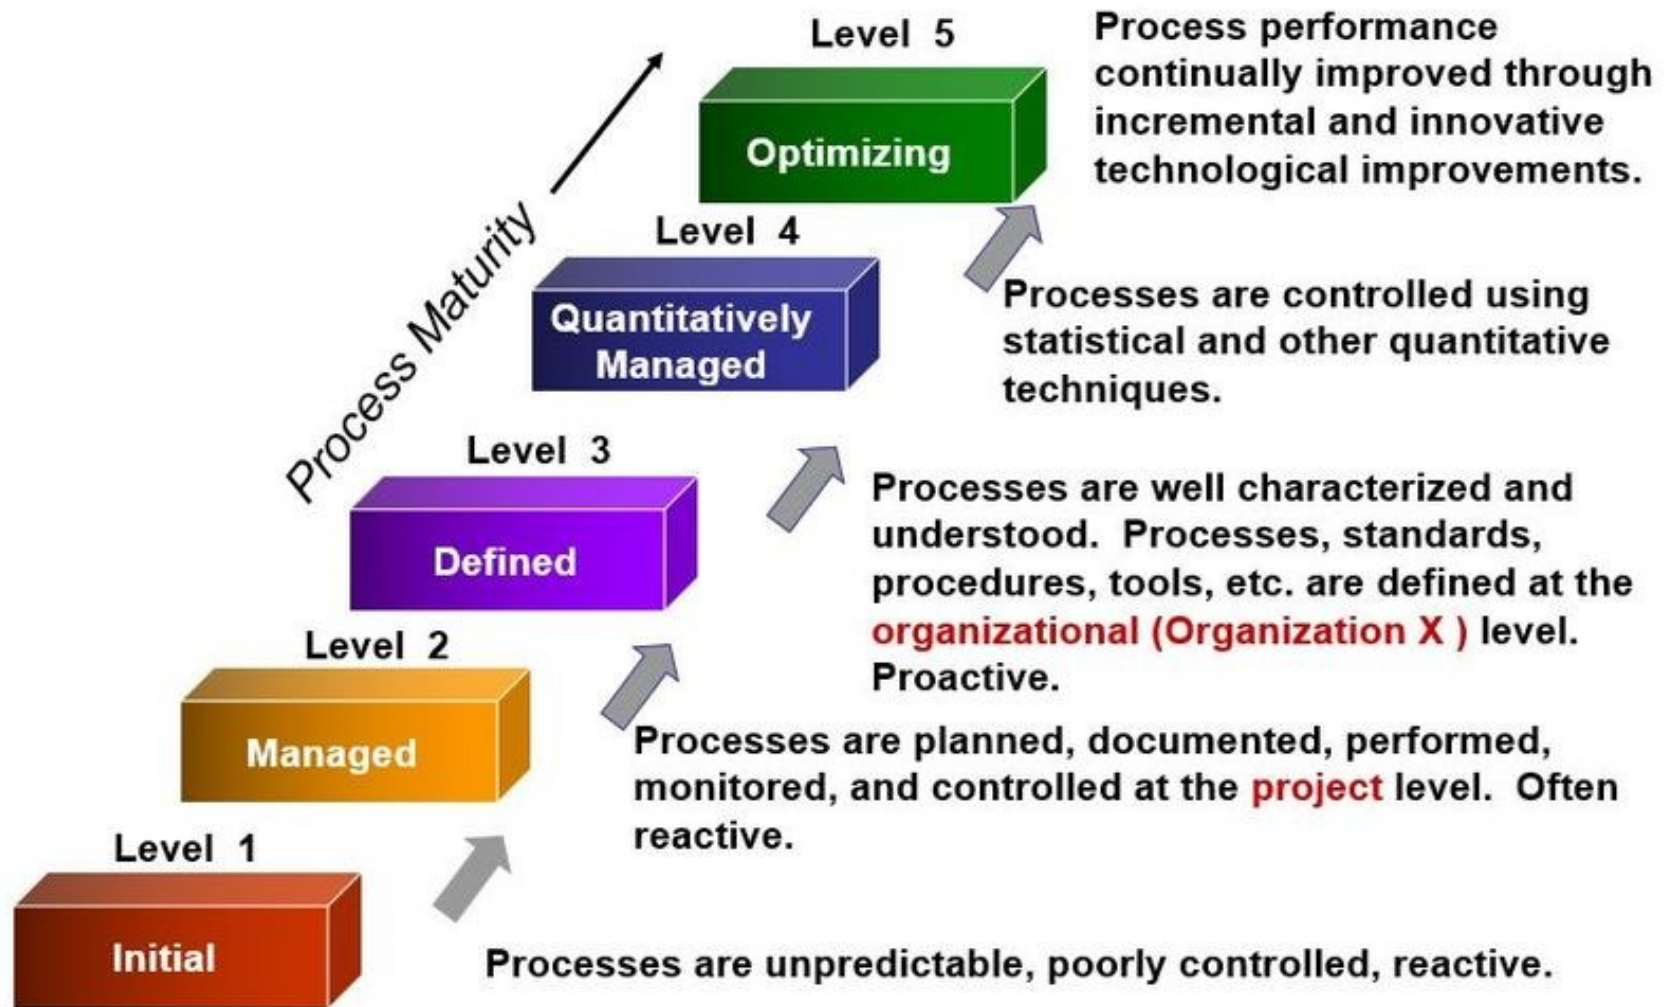 Level 5
Optimizing
Process performance
continually improved through
incremental and innovative
technological improvements.
Process Maturity
Level 4
Quantitatively
Managed
Processes are controlled using
statistical and other quantitative
techniques.
Level 3
Defined
Processes are well characterized and
understood. Processes, standards,
procedures, tools, etc. are defined at the
organizational (Organization X ) level.
Proactive.
Level 2
Managed
Processes are planned, documented, performed,
monitored, and controlled at the project level. Often
reactive.
Level 1
Initial
Processes are unpredictable, poorly controlled, reactive.